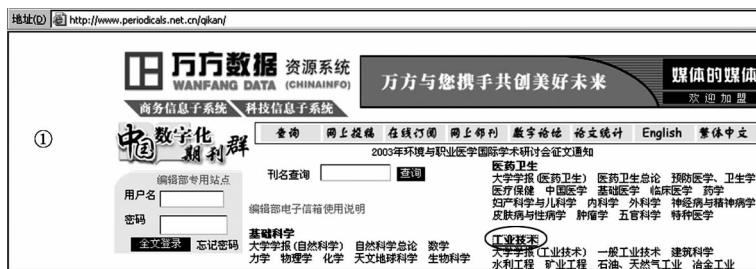 地址(D) http://www.periodicals.net.cn/qikan/
万方数据 资源系统
WANFANG DATA (CHINAINFO)
商务信息子系统 科技信息子系统
万方与您携手共创美好未来
媒体的媒体
欢迎加盟
①
中国数字化期刊群
查询 网上投稿 在线订阅 网上邮刊 数字论坛 论文统计 English 繁体中文
2003年环境与职业医学国际学术研讨会征文通知
编辑部专用站点
用户名
密码
全文登录 忘记密码
刊名查询 查询
编辑部电子信箱使用说明
基础科学
大学学报(自然科学) 自然科学总论 数学
力学 物理学 化学 天文地球科学 生物科学
医药卫生
大学学报(医药卫生) 医药卫生总论 预防医学、卫生学
医疗保健 中国医学 基础医学 临床医学 药学
妇产科学与儿科学 内科学 外科学 神经病与精神病学
皮肤病与性病学 肿瘤学 五官科学 特种医学
工业技术
大学学报(工业技术) 一般工业技术 建筑科学
水利工程 矿业工程 石油、天然气工业 冶金工业